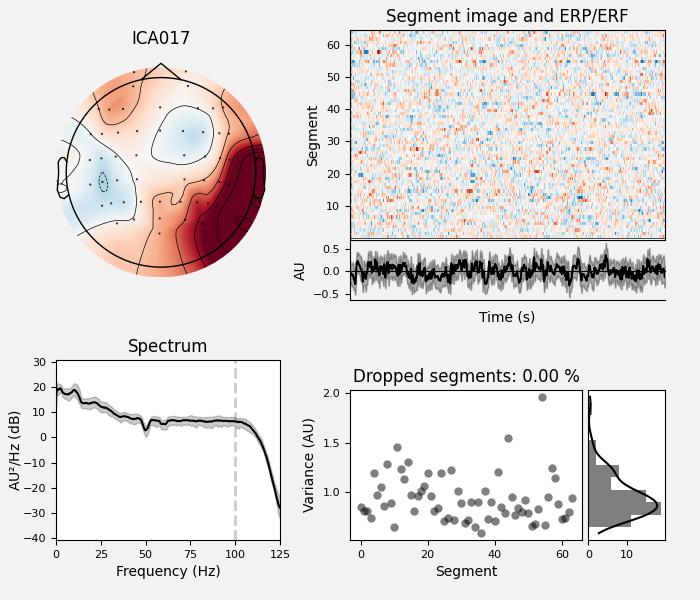 ICA017
Segment image and ERP/ERF
Segment
60
50
40
30
20
10
AU
0.5
0.0
−0.5
Time (s)
Spectrum
AU²/Hz (dB)
30
20
10
0
−10
−20
−30
−40
0 25 50 75 100 125
Frequency (Hz)
Dropped segments: 0.00 %
Variance (AU)
2.0
1.5
1.0
0 20 40 60
Segment
0 10